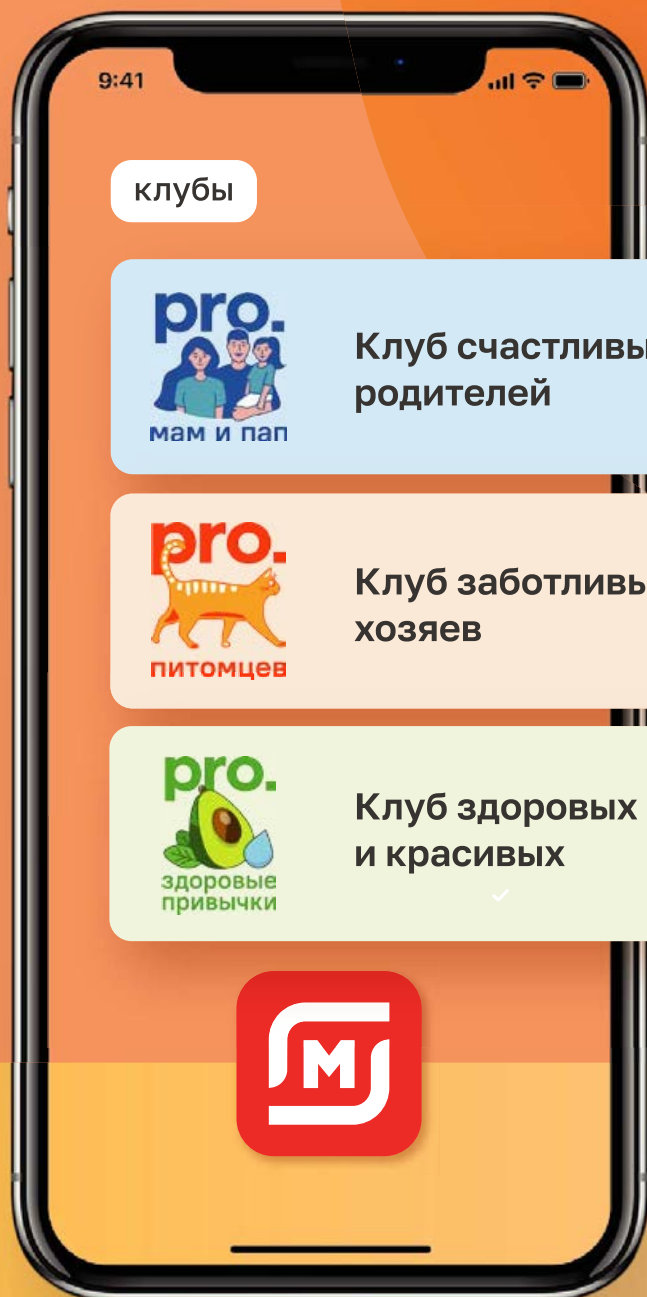 9:41
клубы
pro.
мам и пап
Клуб счастливы
родителей
pro.
питомцев
Клуб заботливы
хозяев
pro.
здоровые
привычки
Клуб здоровых
и красивых
М